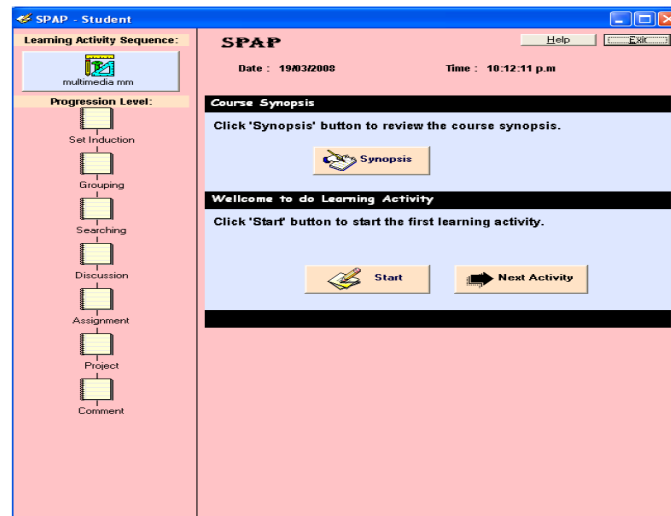 SPAP - Student
Learning Activity Sequence:
multimedia mm
Progression Level:
Set Induction
Grouping
Searching
Discussion
Assignment
Project
Comment
SPAP
Help
Exit
Date : 19/03/2008
Time : 10:12:11 p.m
Course Synopsis
Click 'Synopsis' button to review the course synopsis.
Synopsis
Wellcome to do Learning Activity
Click 'Start' button to start the first learning activity.
Start
Next Activity